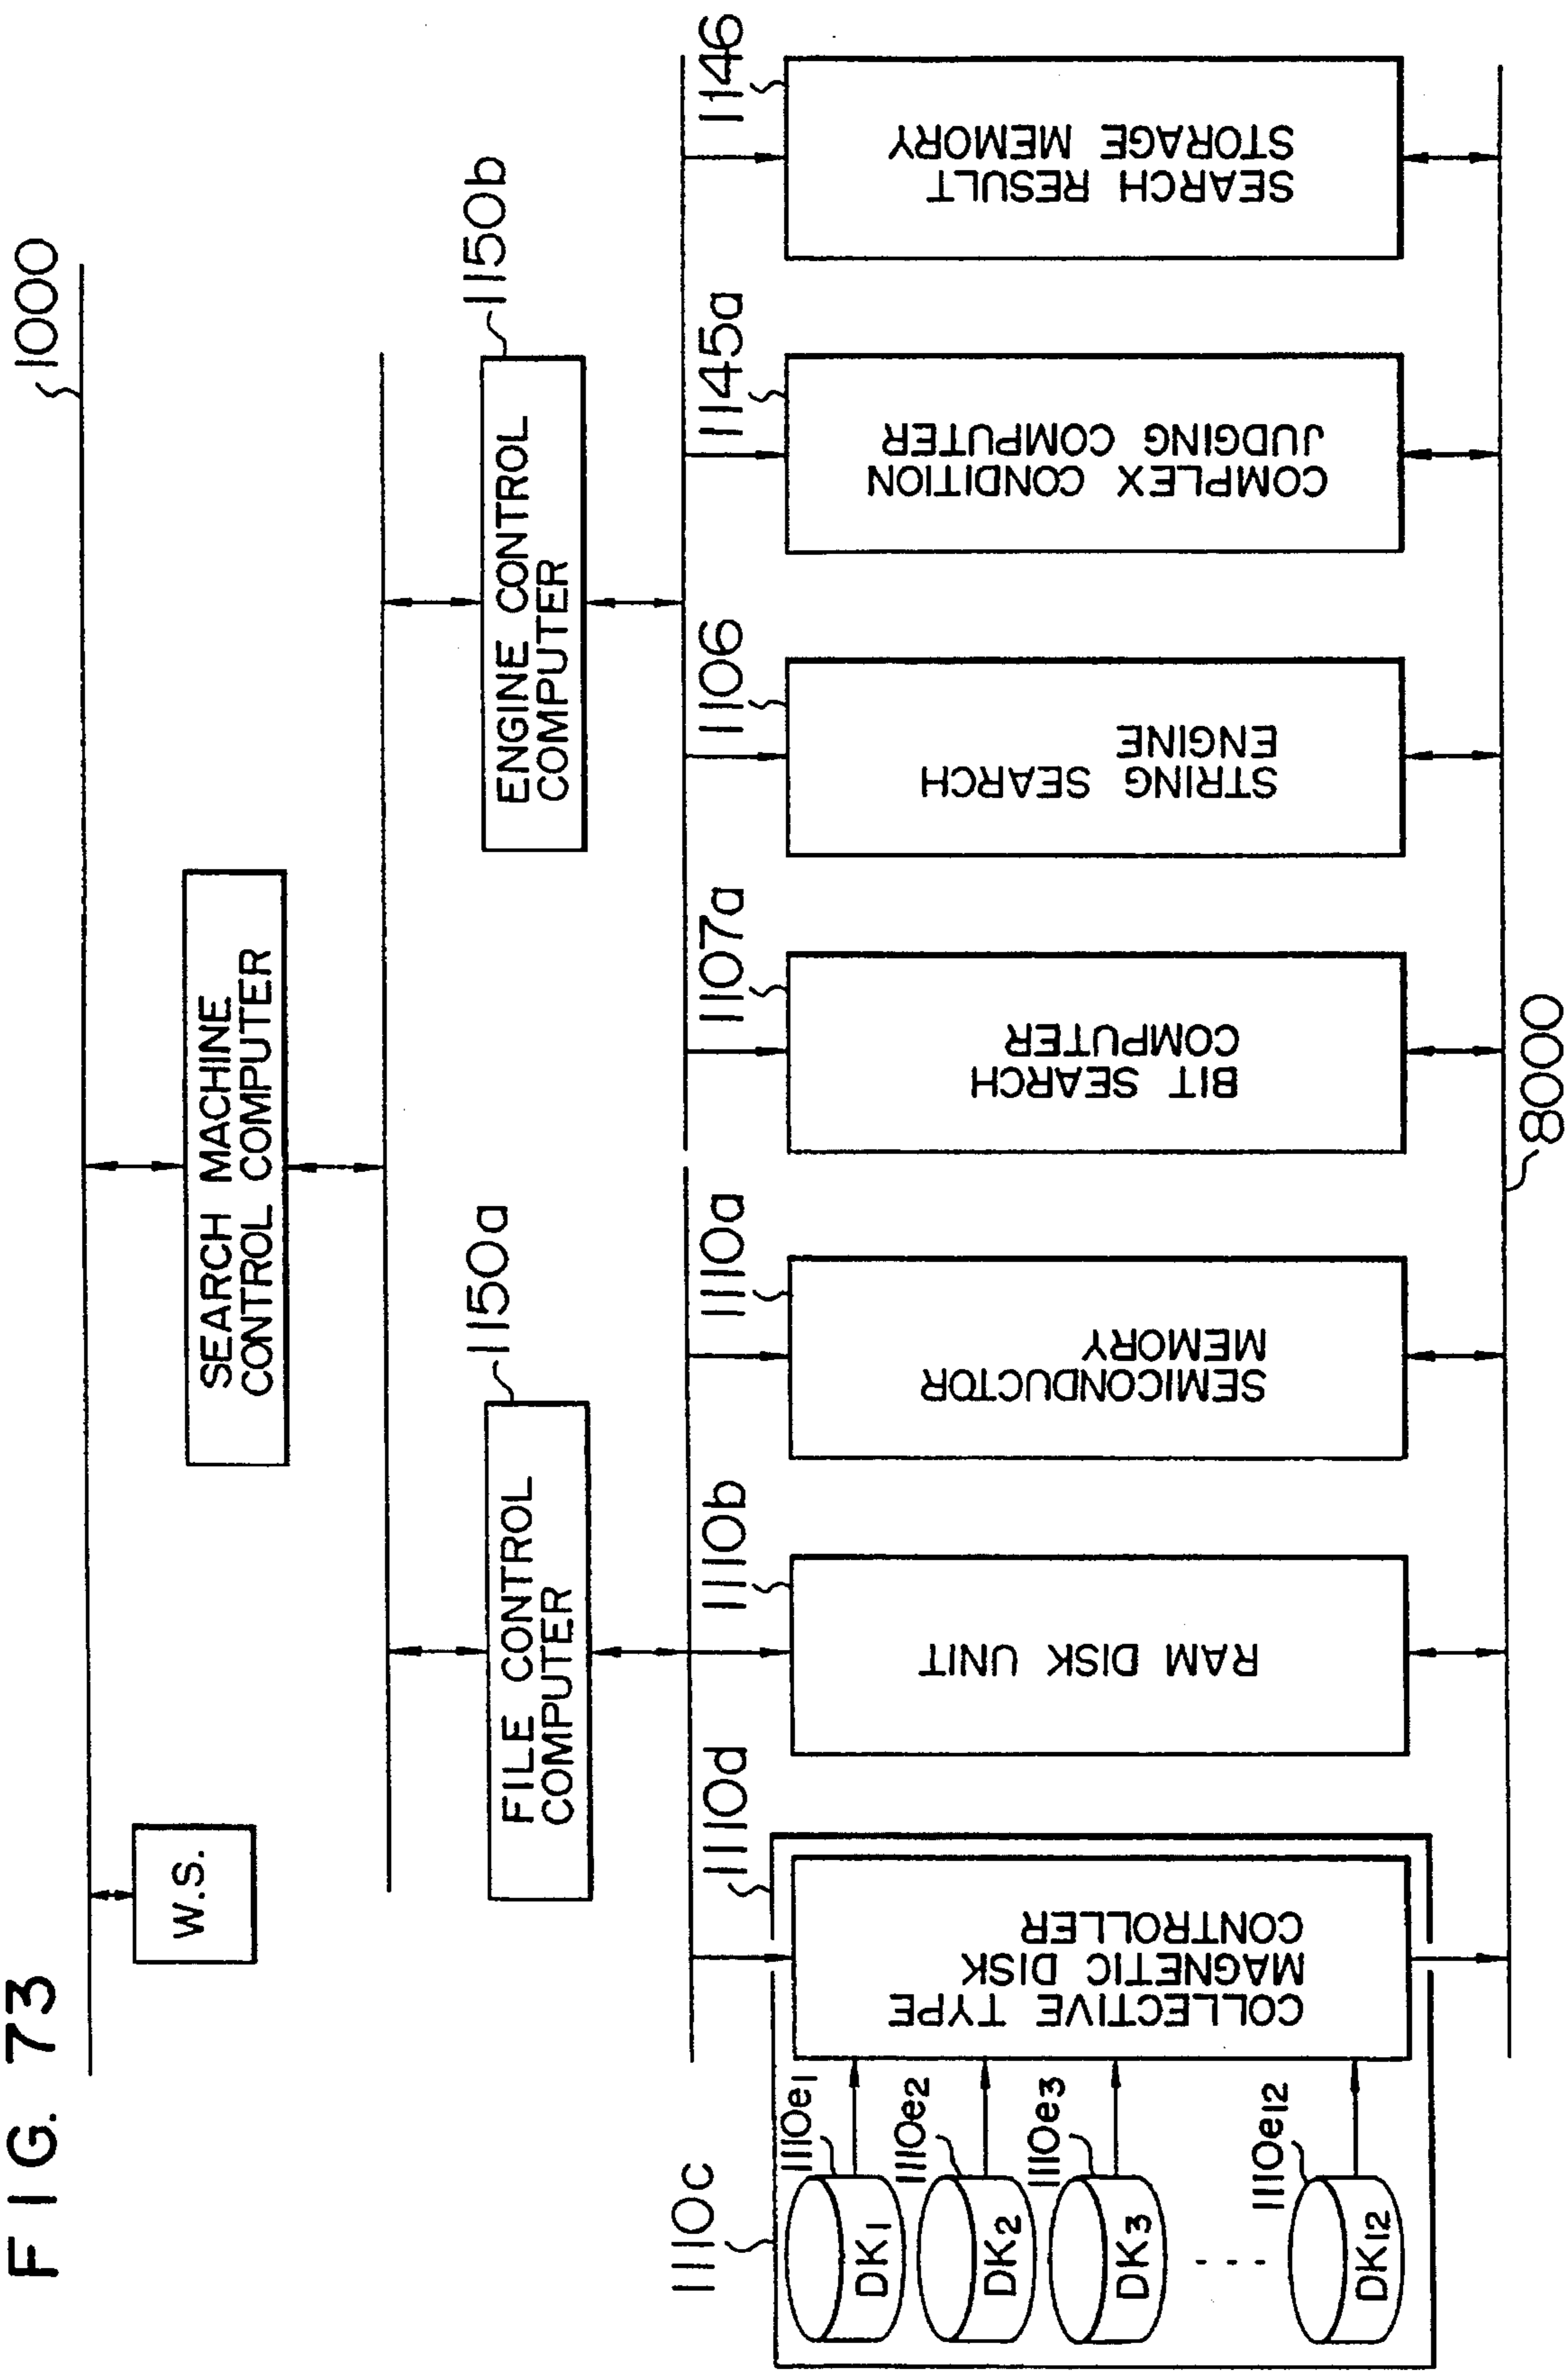 FIG. 73
1000
W.S.
SEARCH MACHINE
CONTROL COMPUTER
1150a
1150b
FILE CONTROL
COMPUTER
ENGINE CONTROL
COMPUTER
1110c
1110d
1110b
1110a
1107a
1106
1145a
1146
1110e1
DK1
1110e2
DK2
1110e3
DK3
1110e12
DK12
COLLECTIVE TYPE
MAGNETIC DISK
CONTROLLER
RAM DISK UNIT
SEMICONDUCTOR
MEMORY
BIT SEARCH
COMPUTER
STRING SEARCH
ENGINE
COMPLEX CONDITION
JUDGING COMPUTER
SEARCH RESULT
STORAGE MEMORY
8000